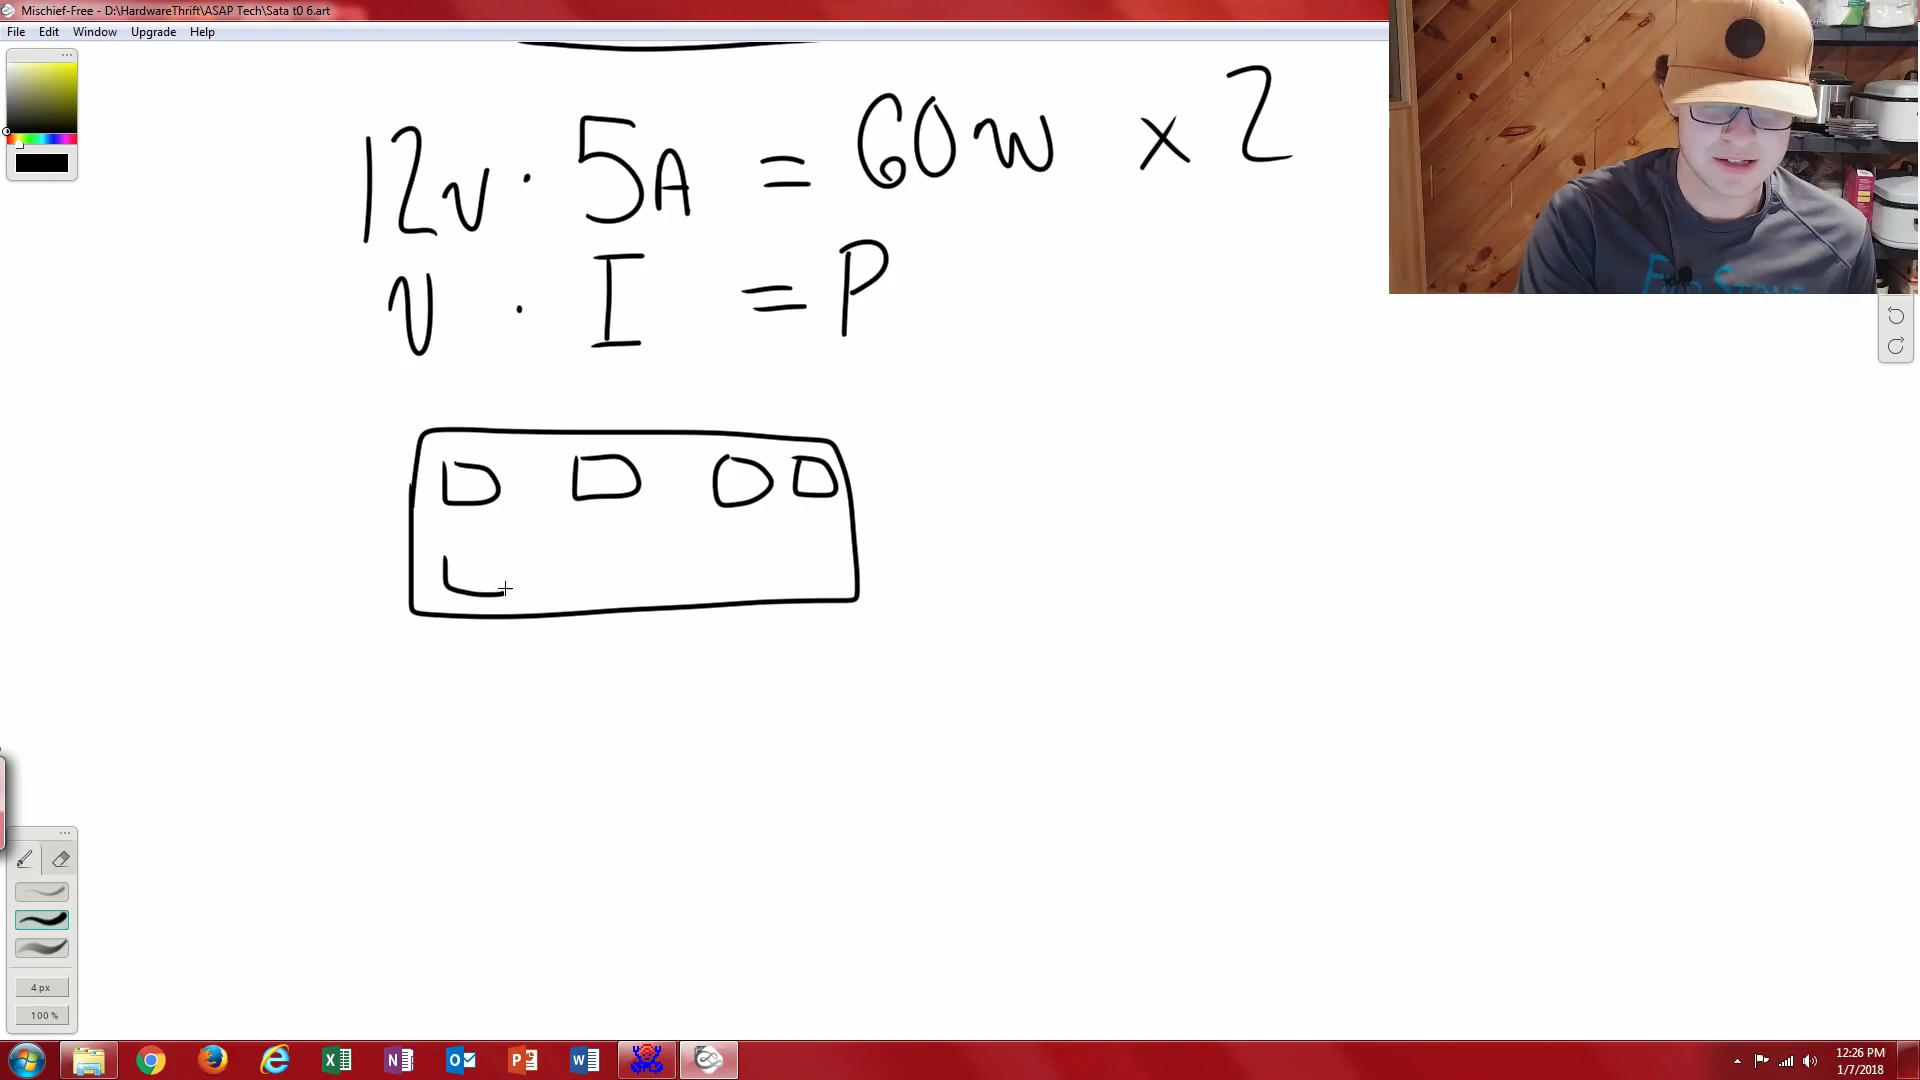 Mischief-Free - D:\HardwareThrift\ASAP Tech\Sata t0 6.art
File Edit Window Upgrade Help
12v · 5A = 60w x 2
v · I = P
4 px
100 %
12:26 PM
1/7/2018